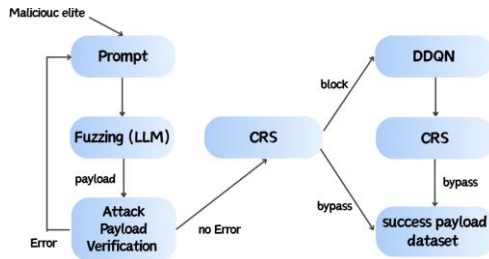 Maliciouc elite
Prompt
DDQN
block
Fuzzing (LLM)
CRS
CRS
payload
bypass
Attack
Payload
Verification
bypass
success payload
dataset
Error
no Error